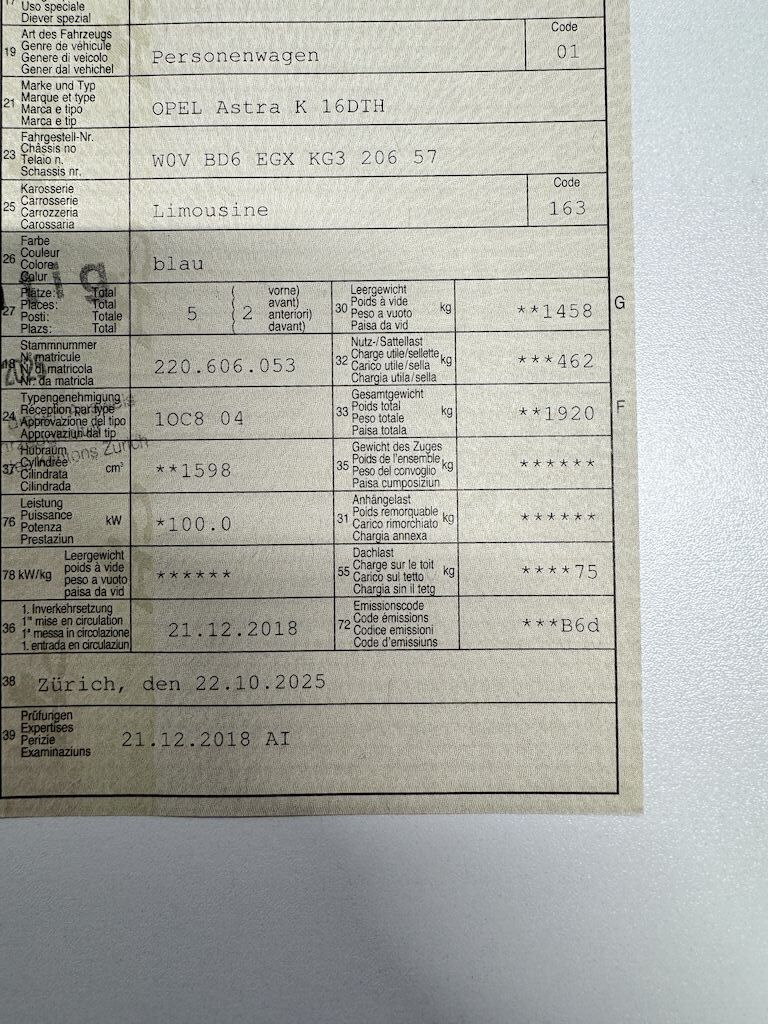 17 Uso speciale
Diever spezial
19 Art des Fahrzeugs
Genre de véhicule
Genere di veicolo
Gener dal vehichel
Personenwagen
Code
01
21 Marke und Typ
Marque et type
Marca e tipo
Marca e tip
OPEL Astra K 16DTH
23 Fahrgestell-Nr.
Châssis no
Telaio n.
Schassis nr.
W0V BD6 EGX KG3 206 57
25 Karosserie
Carrosserie
Carrozzeria
Carossaria
Limousine
Code
163
26 Farbe
Couleur
Colore
Calur
blau
27 Plätze: Total
Places: Total
Posti: Totale
Plazs: Total
5
( 2
vorne)
avant)
anteriori)
davant)
30 Leergewicht
Poids à vide
Peso a vuoto
Paisa da vid
kg
**1458
G
18 Stammnummer
N° matricule
N. di matricola
Nr. da matricla
220.606.053
32 Nutz-/Sattellast
Charge utile/sellette
Carico utile/sella
Chargia utila/sella
kg
***462
24 Typengenehmigung
Réception par type
Approvazione del tipo
Approvaziun dal tip
1OC8 04
33 Gesamtgewicht
Poids total
Peso totale
Paisa totala
kg
**1920
F
37 Hubraum
Cylindrée
Cilindrata
Cilindrada
cm³
**1598
35 Gewicht des Zuges
Poids de l'ensemble
Peso del convoglio
Paisa cumposiziun
kg
******
76 Leistung
Puissance
Potenza
Prestaziun
kW
*100.0
31 Anhängelast
Poids remorquable
Carico rimorchiato
Chargia annexa
kg
******
78 kW/kg
Leergewicht
poids à vide
peso a vuoto
paisa da vid
******
55 Dachlast
Charge sur le toit
Carico sul tetto
Chargia sin il tetg
kg
****75
36 1. Inverkehrsetzung
1re mise en circulation
1a messa in circolazione
1. entrada en circulaziun
21.12.2018
72 Emissionscode
Code émissions
Codice emissioni
Code d'emissiuns
***B6d
38 Zürich, den 22.10.2025
39 Prüfungen
Expertises
Perizie
Examinaziuns
21.12.2018 AI